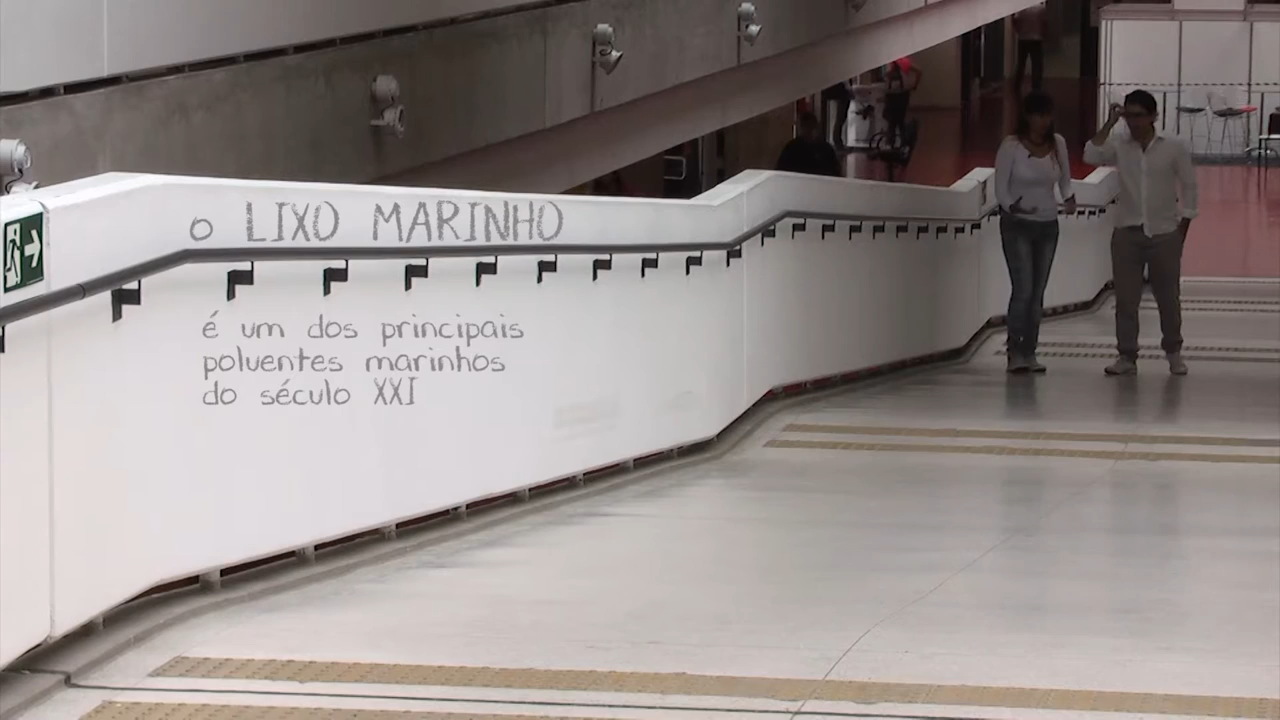 o LIXO MARINHO
é um dos principais
poluentes marinhos
do século XXI